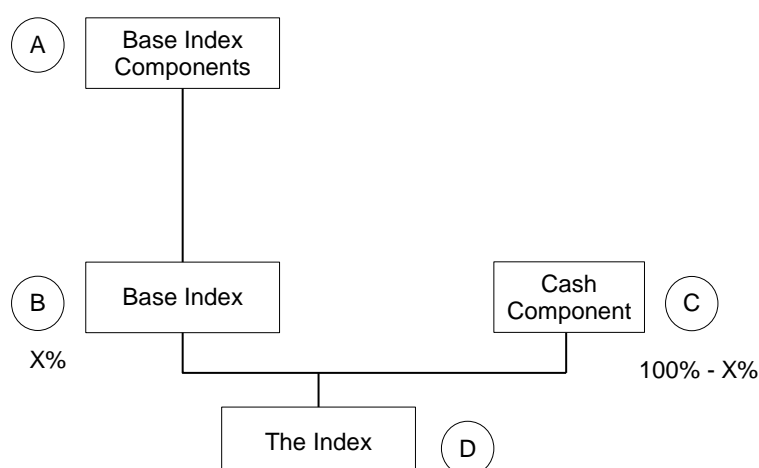 A
Base Index
Components
B
Base Index
Cash
Component
C
X%
100% - X%
The Index
D